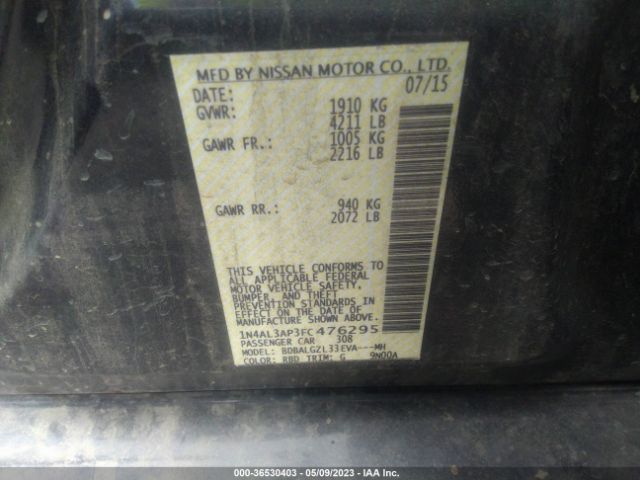 MFD BY NISSAN MOTOR CO., LTD.
DATE: 07/15
GVWR: 1910 KG
4211 LB
GAWR FR.: 1005 KG
2216 LB
GAWR RR.: 940 KG
2072 LB
THIS VEHICLE CONFORMS TO
ALL APPLICABLE FEDERAL
MOTOR VEHICLE SAFETY,
BUMPER, AND THEFT
PREVENTION STANDARDS IN
EFFECT ON THE DATE OF
MANUFACTURE SHOWN ABOVE.
1N4AL3AP3FC476295
PASSENGER CAR 308
MODEL: BDBALGZL33EVA---MH
COLOR: RBD TRIM: G 9N00A
000-36530403 - 05/09/2023 - IAA Inc.